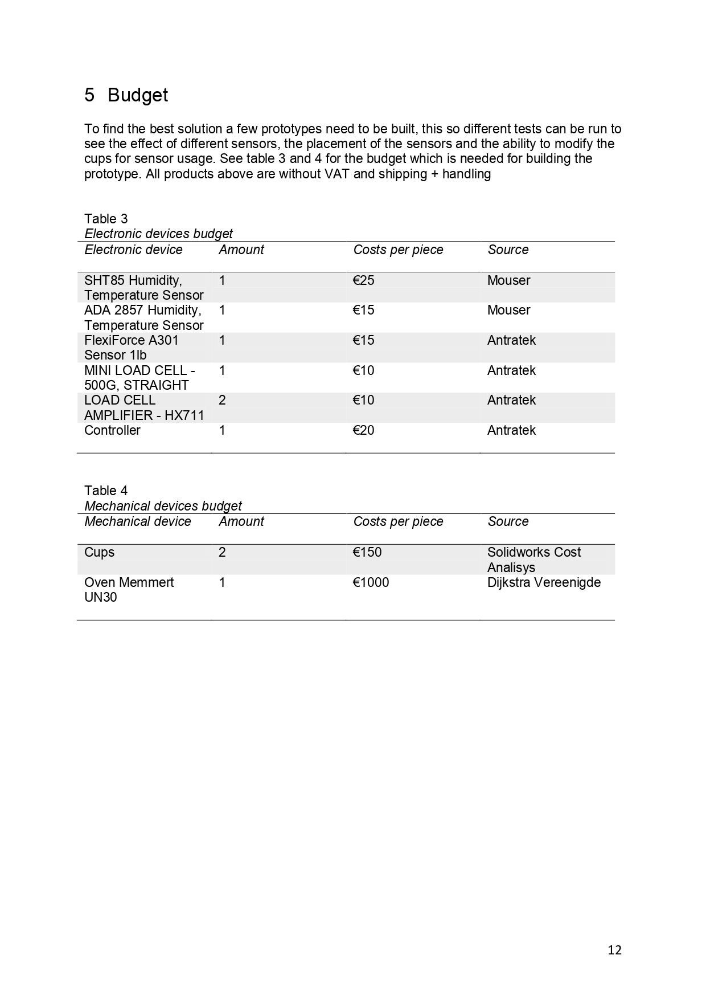 5 Budget
To find the best solution a few prototypes need to be built, this so different tests can be run to
see the effect of different sensors, the placement of the sensors and the ability to modify the
cups for sensor usage. See table 3 and 4 for the budget which is needed for building the
prototype. All products above are without VAT and shipping + handling
Table 3
Electronic devices budget
Electronic device Amount Costs per piece Source
SHT85 Humidity, 1 €25 Mouser
Temperature Sensor
ADA 2857 Humidity, 1 €15 Mouser
Temperature Sensor
FlexiForce A301 1 €15 Antratek
Sensor 1lb
MINI LOAD CELL - 1 €10 Antratek
500G, STRAIGHT
LOAD CELL 2 €10 Antratek
AMPLIFIER - HX711
Controller 1 €20 Antratek
Table 4
Mechanical devices budget
Mechanical device Amount Costs per piece Source
Cups 2 €150 Solidworks Cost
Analisys
Oven Memmert 1 €1000 Dijkstra Vereenigde
UN30
12